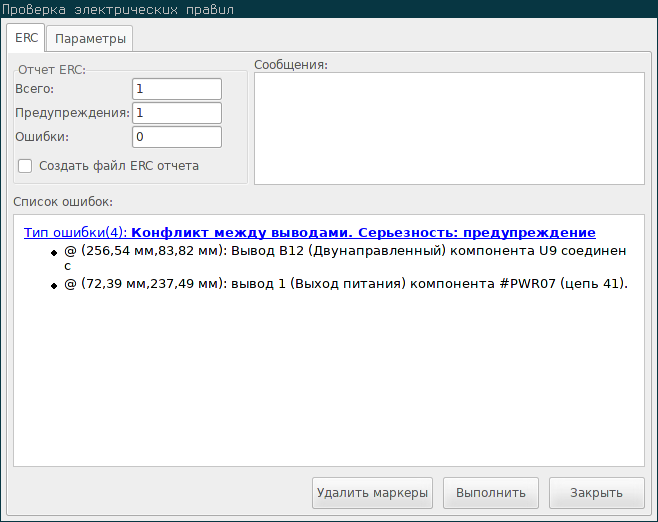 Проверка электрических правил
ERC
Параметры
Отчет ERC:
Всего:
1
Предупреждения:
1
Ошибки:
0
Создать файл ERC отчета
Сообщения:
Список ошибок:
Тип ошибки(4): Конфликт между выводами. Серьезность: предупреждение
@ (256,54 мм,83,82 мм): Вывод B12 (Двунаправленный) компонента U9 соединен
с
@ (72,39 мм,237,49 мм): вывод 1 (Выход питания) компонента #PWR07 (цепь 41).
Удалить маркеры
Выполнить
Закрыть